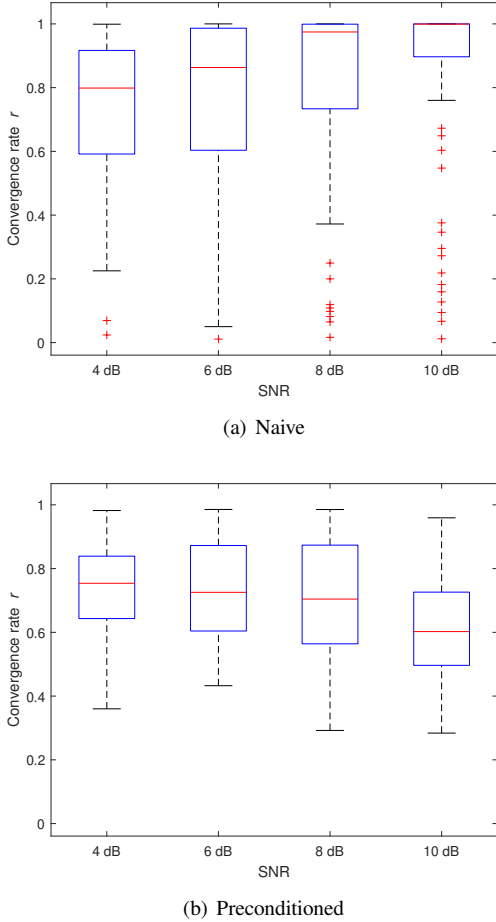 1
0.8
0.6
0.4
0.2
0
Convergence rate r
4 dB 6 dB 8 dB 10 dB
SNR
(a) Naive
1
0.8
0.6
0.4
0.2
0
Convergence rate r
4 dB 6 dB 8 dB 10 dB
SNR
(b) Preconditioned